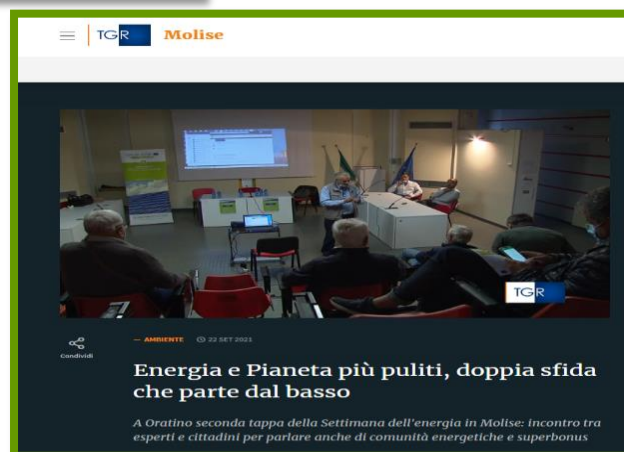 TGR Molise
TGR
Condividi
— AMBIENTE 22 SET 2021
Energia e Pianeta più puliti, doppia sfida
che parte dal basso
A Oratino seconda tappa della Settimana dell'energia in Molise: incontro tra
esperti e cittadini per parlare anche di comunità energetiche e superbonus